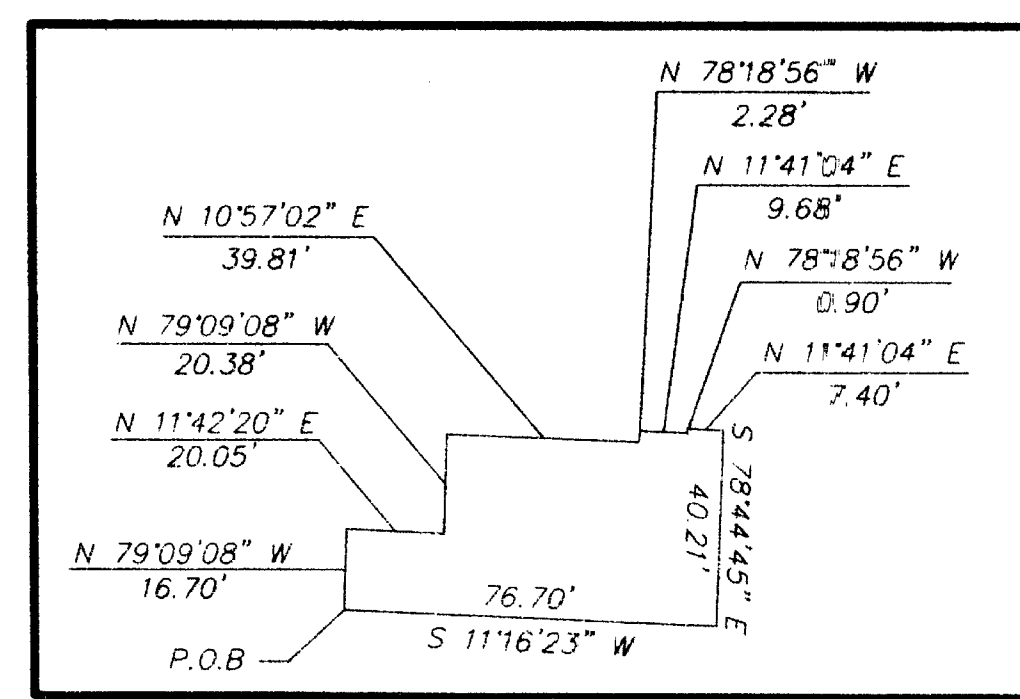 N 78°18'56" W
2.28'
N 11°41'04" E
9.68'
N 10°57'02" E
39.81'
N 78°18'56" W
0.90'
N 79°09'08" W
20.38'
N 11°41'04" E
7.40'
N 11°42'20" E
20.05'
S 78°44'45" E
40.21'
N 79°09'08" W
16.70'
76.70'
S 11°16'23" W
P.O.B